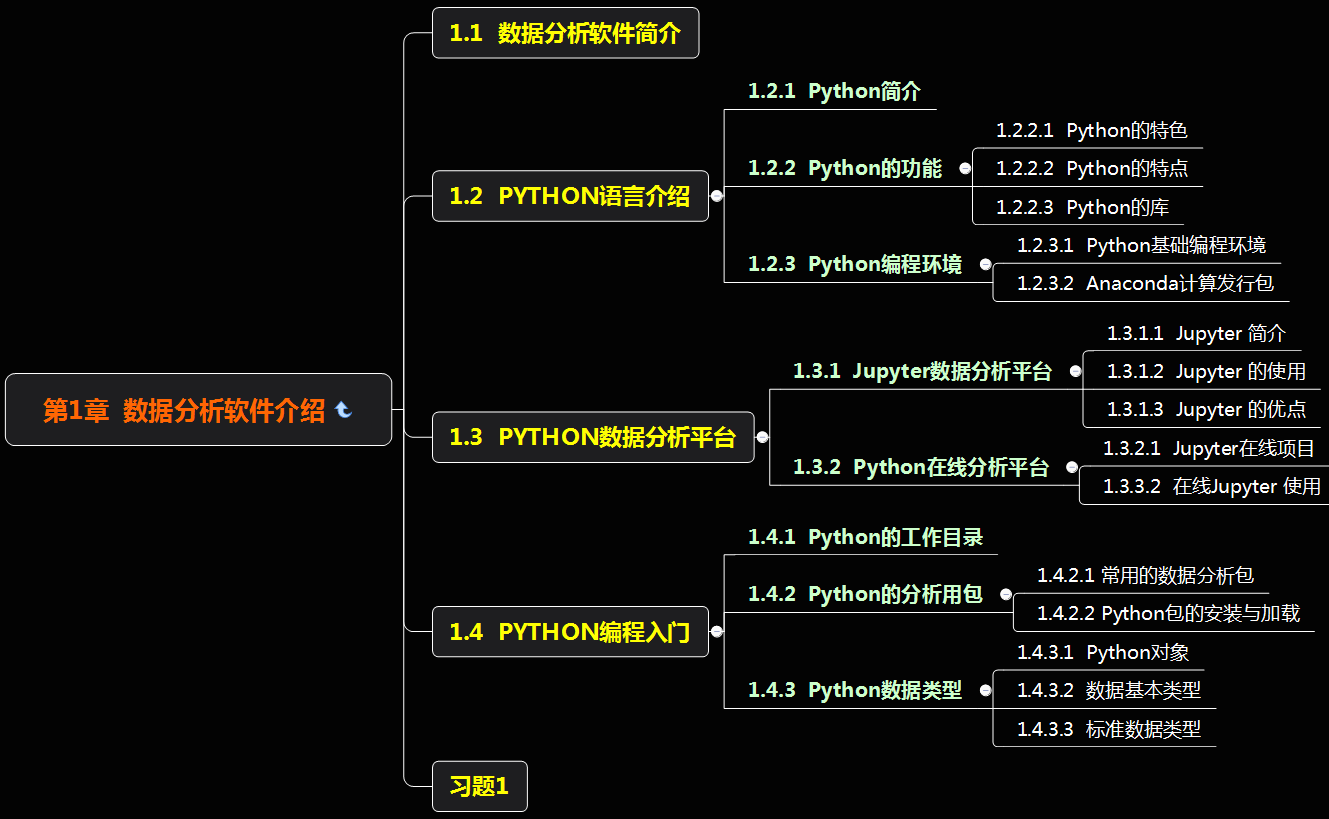 第1章 数据分析软件介绍
1.1 数据分析软件简介
1.2 PYTHON语言介绍
1.2.1 Python简介
1.2.2 Python的功能
1.2.2.1 Python的特色
1.2.2.2 Python的特点
1.2.2.3 Python的库
1.2.3 Python编程环境
1.2.3.1 Python基础编程环境
1.2.3.2 Anaconda计算发行包
1.3 PYTHON数据分析平台
1.3.1 Jupyter数据分析平台
1.3.1.1 Jupyter 简介
1.3.1.2 Jupyter 的使用
1.3.1.3 Jupyter 的优点
1.3.2 Python在线分析平台
1.3.2.1 Jupyter在线项目
1.3.3.2 在线Jupyter 使用
1.4 PYTHON编程入门
1.4.1 Python的工作目录
1.4.2 Python的分析用包
1.4.2.1 常用的数据分析包
1.4.2.2 Python包的安装与加载
1.4.3 Python数据类型
1.4.3.1 Python对象
1.4.3.2 数据基本类型
1.4.3.3 标准数据类型
习题1